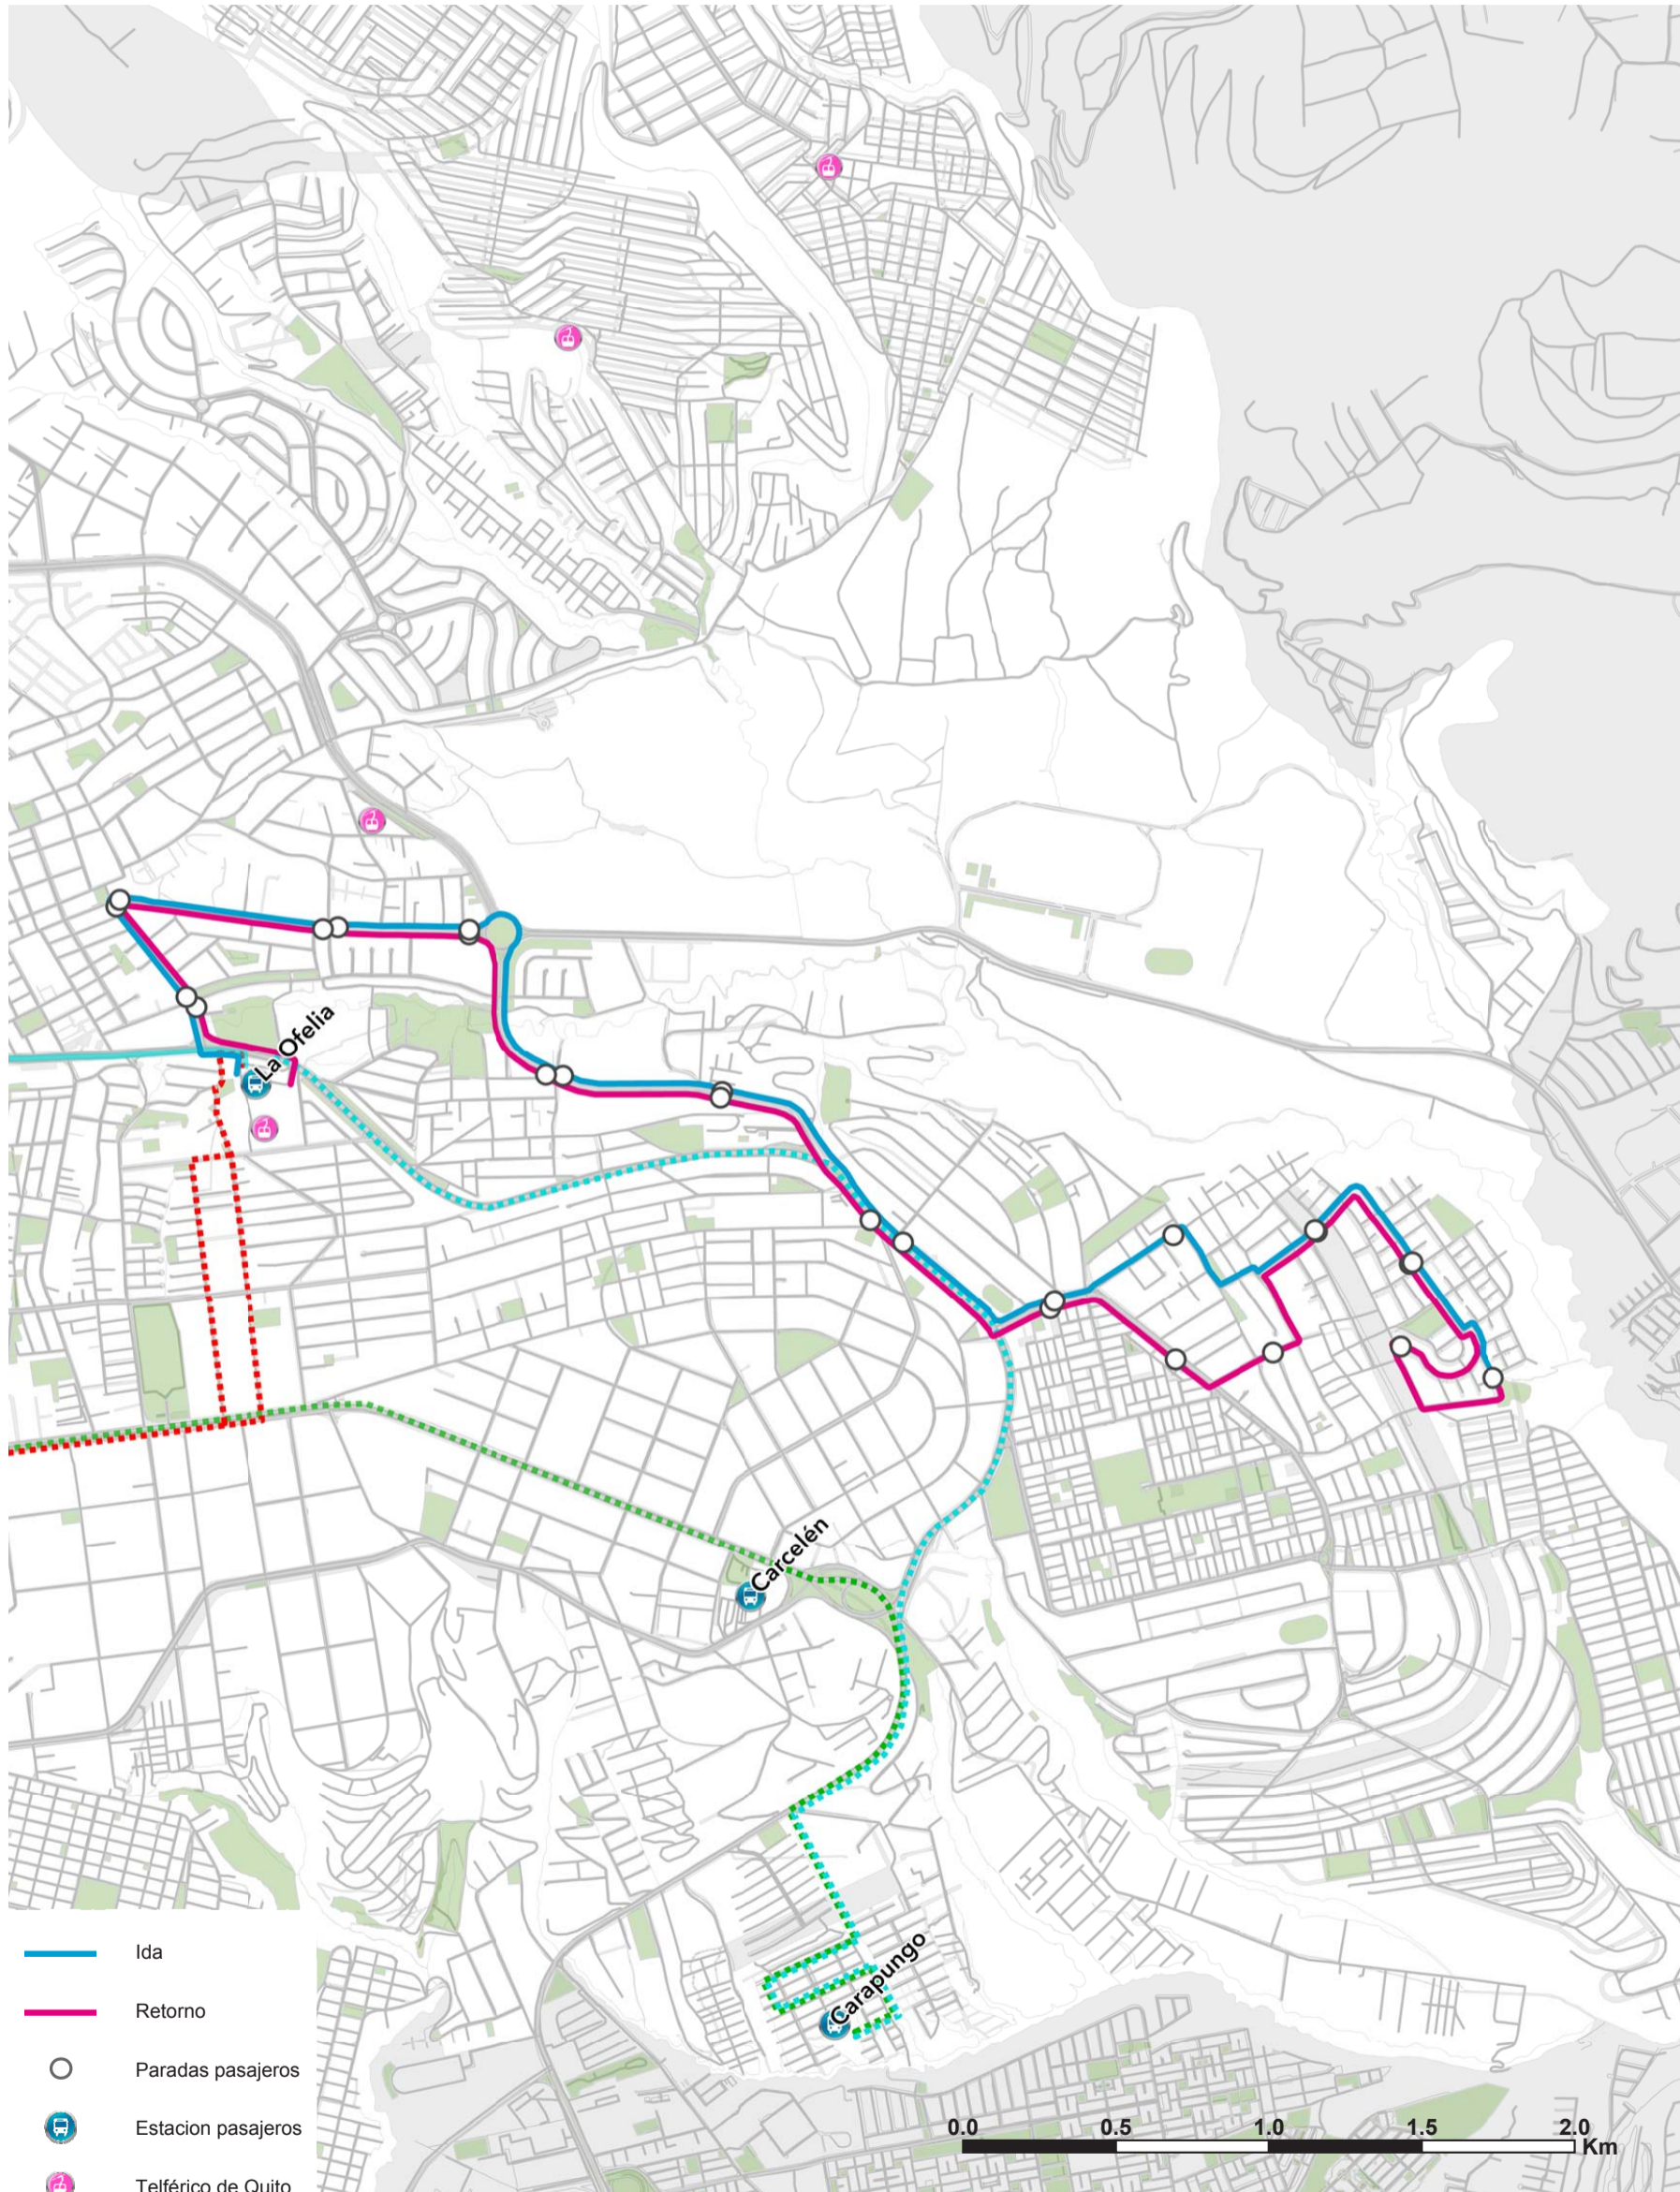 La Ofelia
Carcelén
Carapungo
Ida
Retorno
Paradas pasajeros
Estacion pasajeros
Telférico de Quito
0.0 0.5 1.0 1.5 2.0
Km